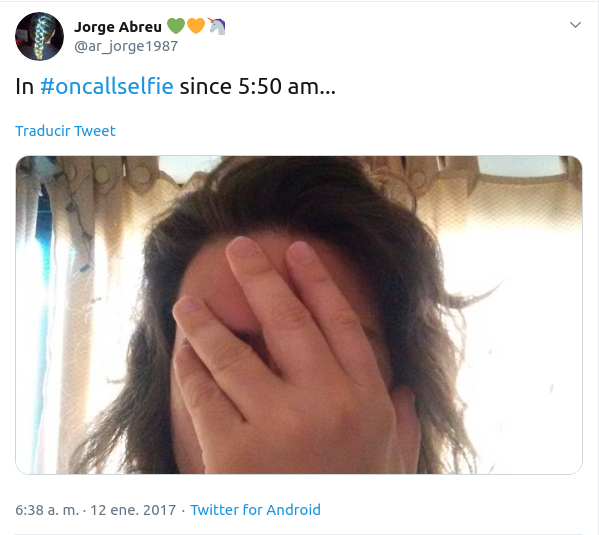 Jorge Abreu 💚🧡🦄
@ar_jorge1987
In #oncallselfie since 5:50 am...
Traducir Tweet
6:38 a. m. · 12 ene. 2017 · Twitter for Android